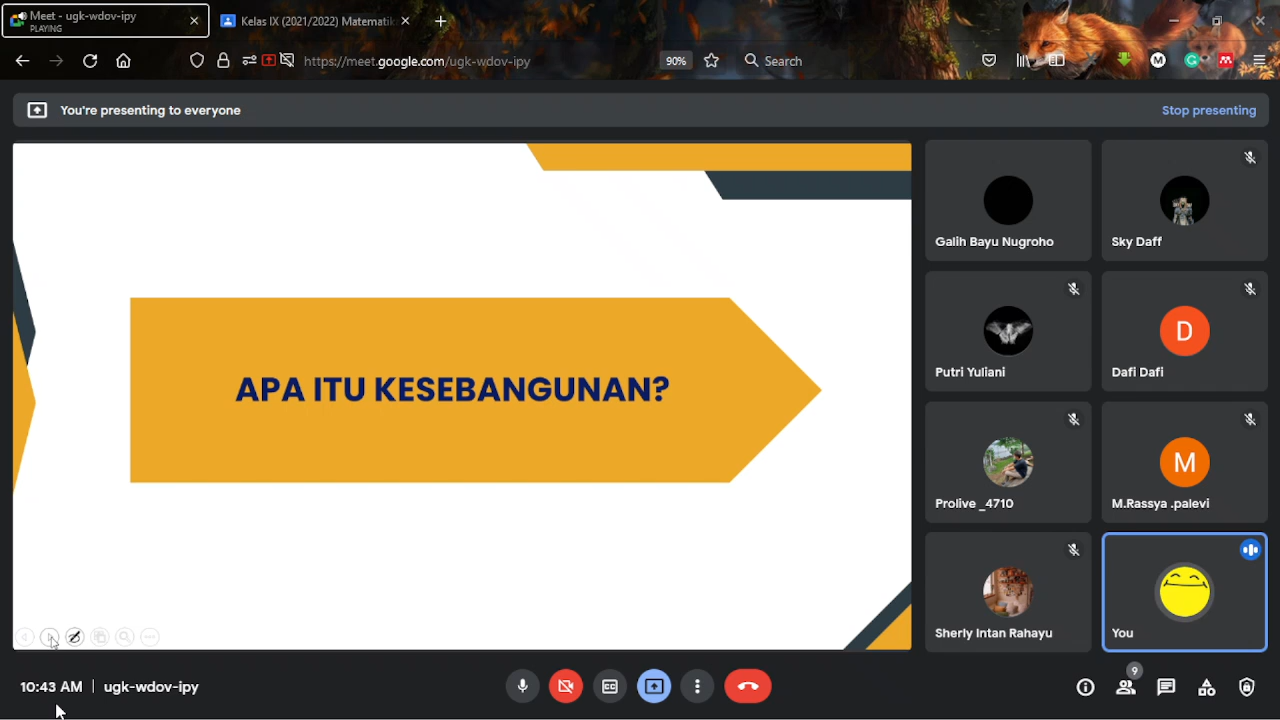 Meet - ugk-wdov-ipy
PLAYING
Kelas IX (2021/2022) Matematik
https://meet.google.com/ugk-wdov-ipy
90%
Search
You're presenting to everyone
Stop presenting
APA ITU KESEBANGUNAN?
Galih Bayu Nugroho
Sky Daff
Putri Yuliani
D
Dafi Dafi
Prolive _4710
M
M.Rassya .palevi
Sherly Intan Rahayu
You
10:43 AM | ugk-wdov-ipy
CC
9